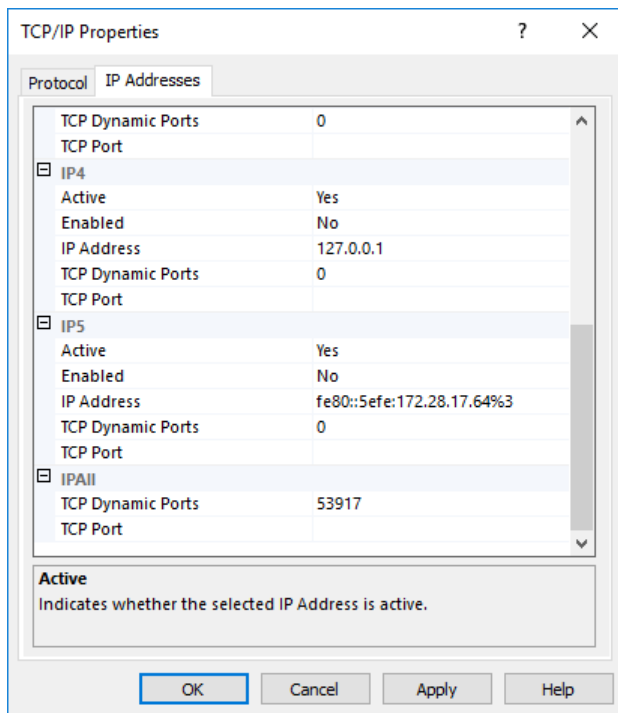 TCP/IP Properties ? ×
Protocol IP Addresses
TCP Dynamic Ports 0
TCP Port
IP4
Active Yes
Enabled No
IP Address 127.0.0.1
TCP Dynamic Ports 0
TCP Port
IP5
Active Yes
Enabled No
IP Address fe80::5efe:172.28.17.64%3
TCP Dynamic Ports 0
TCP Port
IPAll
TCP Dynamic Ports 53917
TCP Port
Active
Indicates whether the selected IP Address is active.
OK Cancel Apply Help